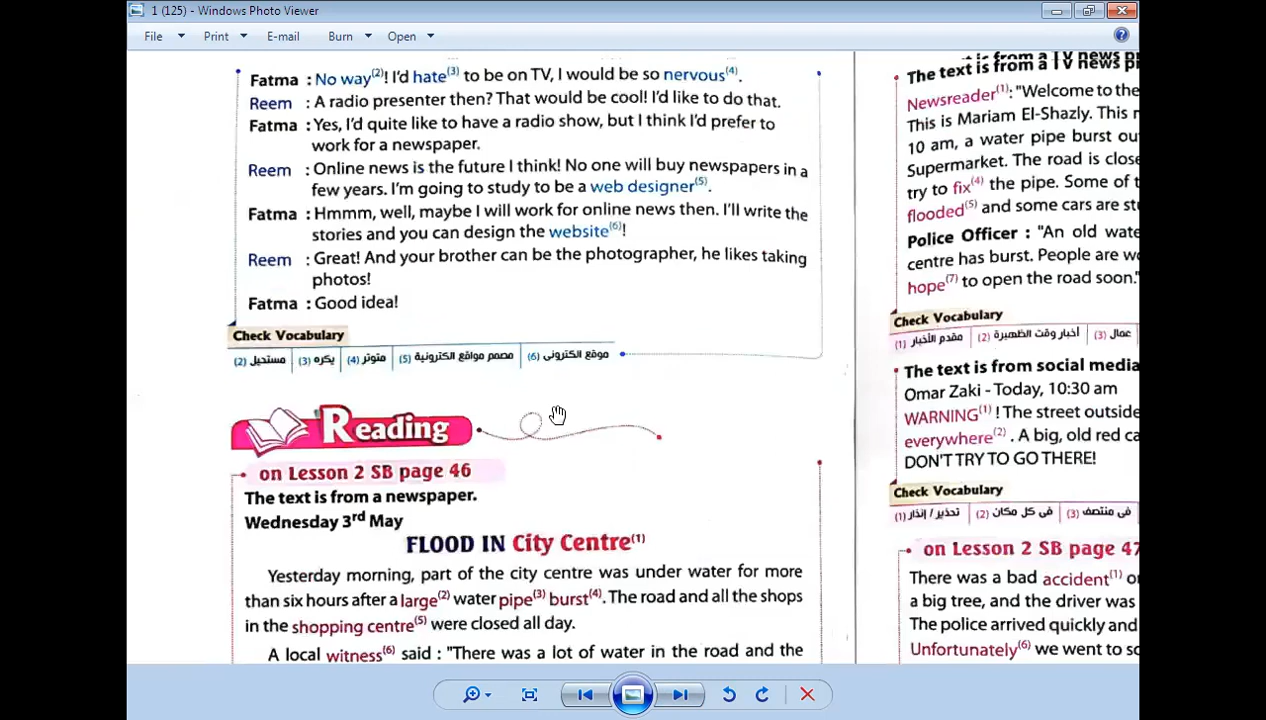 1 (125) - Windows Photo Viewer
File Print E-mail Burn Open
Fatma : No way(2)! I'd hate(3) to be on TV, I would be so nervous(4).
Reem : A radio presenter then? That would be cool! I'd like to do that.
Fatma : Yes, I'd quite like to have a radio show, but I think I'd prefer to
work for a newspaper.
Reem : Online news is the future I think! No one will buy newspapers in a
few years. I'm going to study to be a web designer(5).
Fatma : Hmmm, well, maybe I will work for online news then. I'll write the
stories and you can design the website(6)!
Reem : Great! And your brother can be the photographer, he likes taking
photos!
Fatma : Good idea!
Check Vocabulary
(2) مستحيل (3) يكره (4) متوتر (5) مصمم مواقع الكترونية (6) موقع الكترونى
Reading
on Lesson 2 SB page 46
The text is from a newspaper.
Wednesday 3rd May
FLOOD IN City Centre(1)
Yesterday morning, part of the city centre was under water for more
than six hours after a large(2) water pipe(3) burst(4). The road and all the shops
in the shopping centre(5) were closed all day.
A local witness(6) said : "There was a lot of water in the road and the
The text is from a TV news p
Newsreader(1): "Welcome to the
This is Mariam El-Shazly. This
10 am, a water pipe burst ou
Supermarket. The road is close
try to fix(4) the pipe. Some of t
flooded(5) and some cars are st
Police Officer : "An old wate
centre has burst. People are w
hope(7) to open the road soon."
Check Vocabulary
(1) مقدم الأخبار (2) أخبار وقت الظهيرة (3) عمال
The text is from social media
Omar Zaki - Today, 10:30 am
WARNING(1) ! The street outside
everywhere(2) . A big, old red ca
DON'T TRY TO GO THERE!
Check Vocabulary
(1) تحذير / إنذار (2) فى كل مكان (3) فى منتصف
on Lesson 2 SB page 47
There was a bad accident(1) o
a big tree, and the driver was
The police arrived quickly and
Unfortunately(6) we went to sc